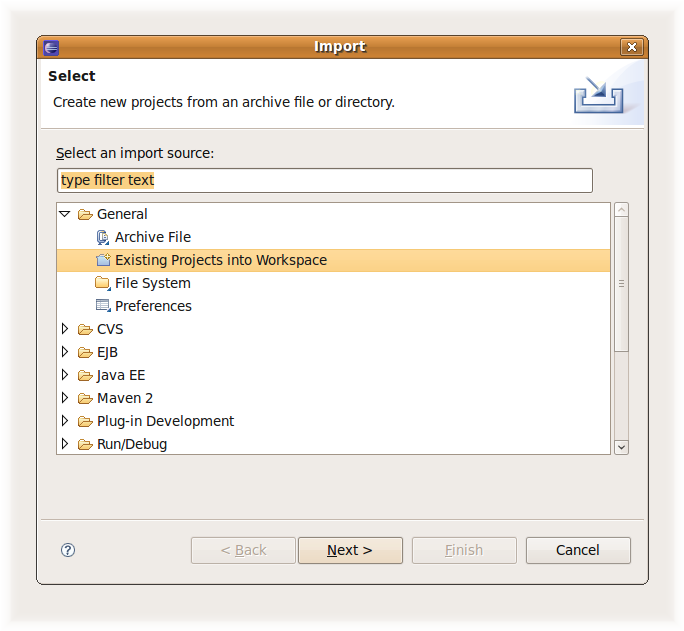 Import
Select
Create new projects from an archive file or directory.
Select an import source:
type filter text
General
Archive File
Existing Projects into Workspace
File System
Preferences
CVS
EJB
Java EE
Maven 2
Plug-in Development
Run/Debug
? < Back Next > Finish Cancel